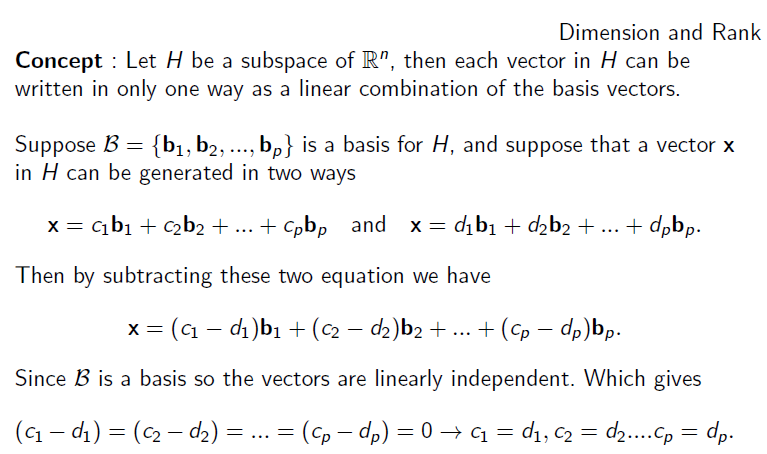 Dimension and Rank
Concept : Let H be a subspace of ℝⁿ, then each vector in H can be
written in only one way as a linear combination of the basis vectors.
Suppose ℬ = {b₁, b₂, ..., bₚ} is a basis for H, and suppose that a vector x
in H can be generated in two ways
x = c₁b₁ + c₂b₂ + ... + cₚbₚ and x = d₁b₁ + d₂b₂ + ... + dₚbₚ.
Then by subtracting these two equation we have
x = (c₁ − d₁)b₁ + (c₂ − d₂)b₂ + ... + (cₚ − dₚ)bₚ.
Since ℬ is a basis so the vectors are linearly independent. Which gives
(c₁ − d₁) = (c₂ − d₂) = ... = (cₚ − dₚ) = 0 → c₁ = d₁, c₂ = d₂....cₚ = dₚ.